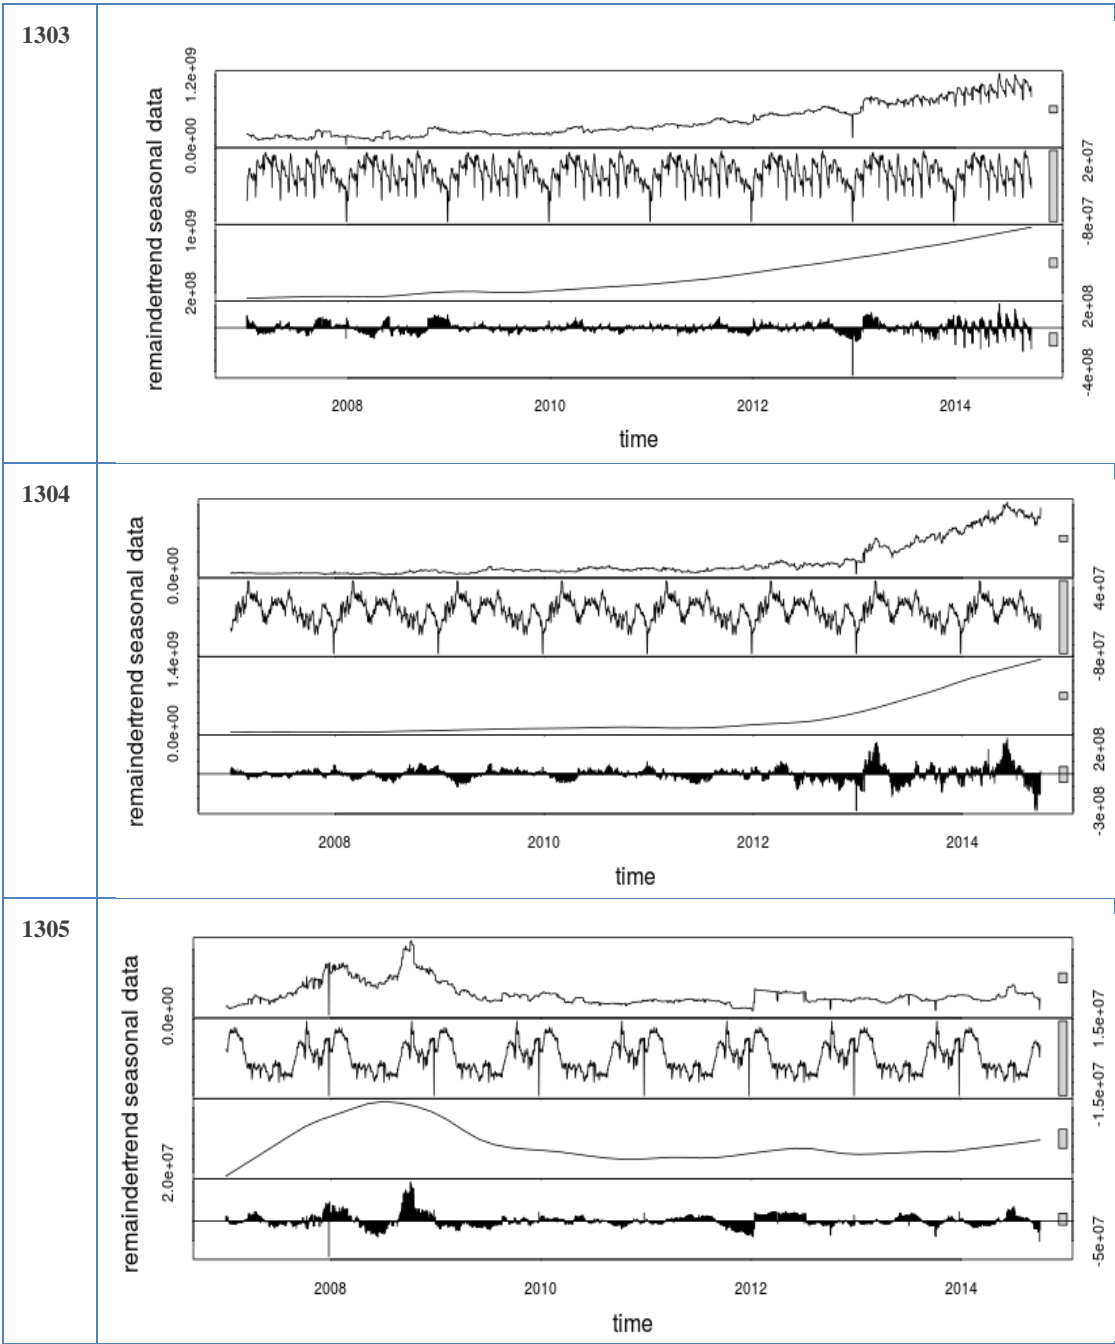 1303
remaindertrend seasonal data
1.2e+09
0.0e+00
2e+07
-8e+07
1e+09
2e+08
2e+08
-4e+08
2008 2010 2012 2014
time
1304
remaindertrend seasonal data
0.0e+00
4e+07
-8e+07
1.4e+09
0.0e+00
2e+08
-3e+08
2008 2010 2012 2014
time
1305
remaindertrend seasonal data
0.0e+00
1.5e+07
-1.5e+07
2.0e+07
-5e+07
2008 2010 2012 2014
time